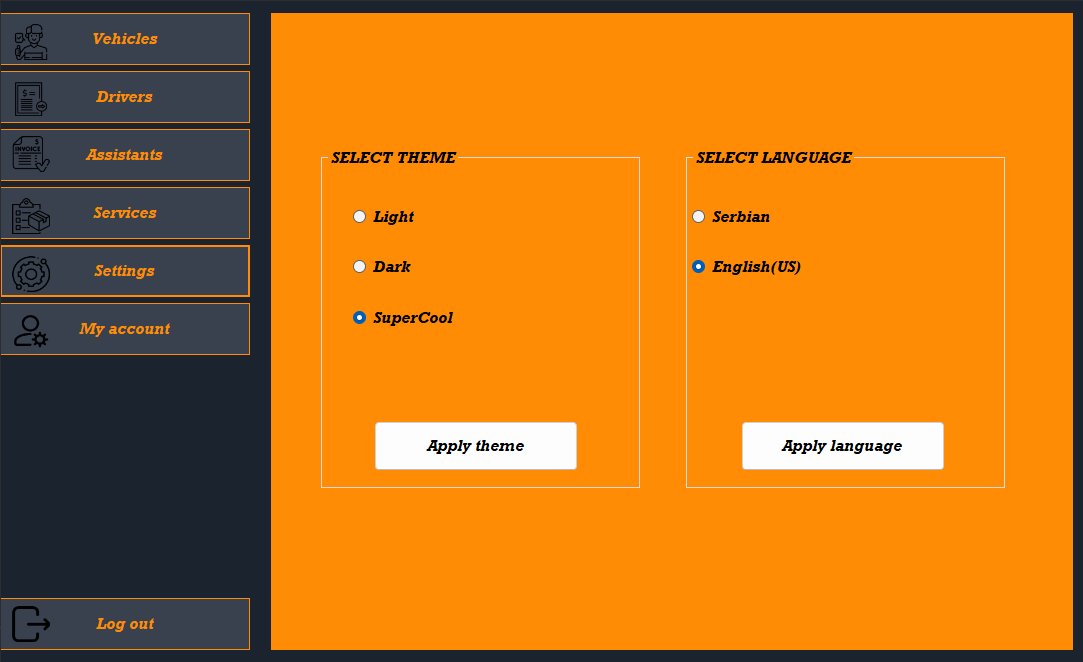 Vehicles
Drivers
INVOICE
Assistants
Services
Settings
My account
Log out
SELECT THEME
Light
Dark
SuperCool
Apply theme
SELECT LANGUAGE
Serbian
English(US)
Apply language